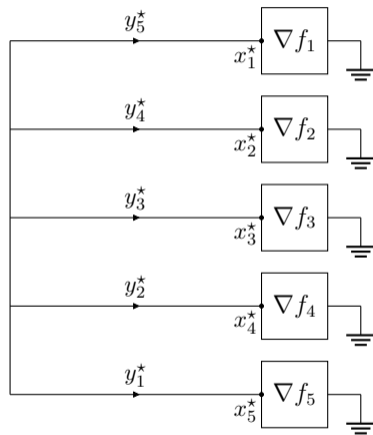 y₅⋆
∇f₁
x₁⋆
y₄⋆
∇f₂
x₂⋆
y₃⋆
∇f₃
x₃⋆
y₂⋆
∇f₄
x₄⋆
y₁⋆
∇f₅
x₅⋆